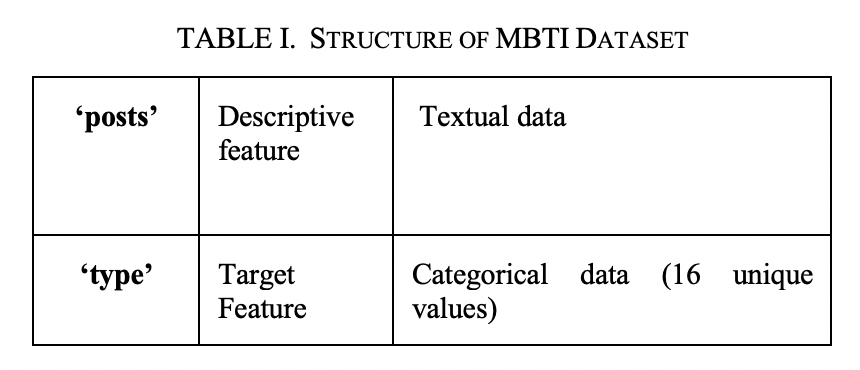 TABLE I. STRUCTURE OF MBTI DATASET
‘posts’ Descriptive Textual data
feature
‘type’ Target Categorical data (16 unique
Feature values)